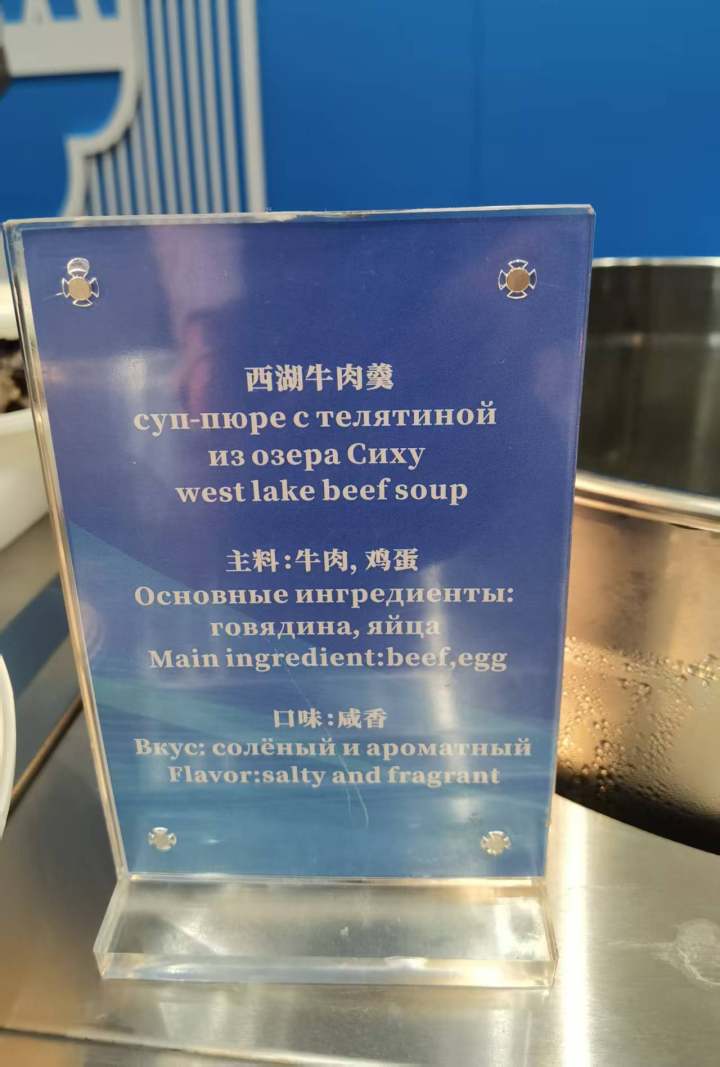 西湖牛肉羹
суп-пюре с телятиной
из озера Сиху
west lake beef soup
主料:牛肉, 鸡蛋
Основные ингредиенты:
говядина, яйца
Main ingredient:beef,egg
口味:咸香
Вкус: солёный и ароматный
Flavor:salty and fragrant